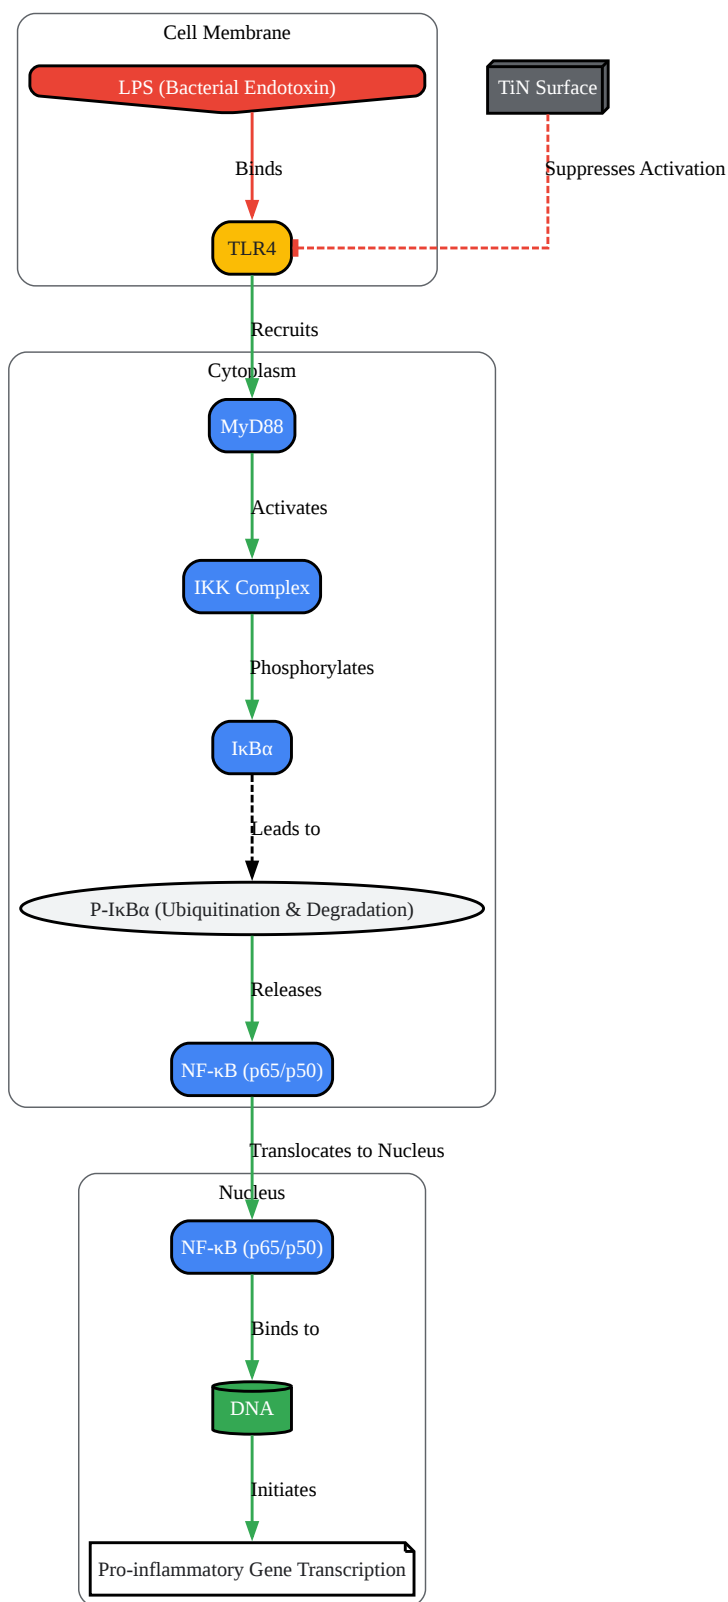 Cell Membrane
LPS (Bacterial Endotoxin)
TiN Surface
Binds
Suppresses Activation
TLR4
Recruits
Cytoplasm
MyD88
Activates
IKK Complex
Phosphorylates
IκBα
Leads to
P-IκBα (Ubiquitination & Degradation)
Releases
NF-κB (p65/p50)
Translocates to Nucleus
Nucleus
NF-κB (p65/p50)
Binds to
DNA
Initiates
Pro-inflammatory Gene Transcription